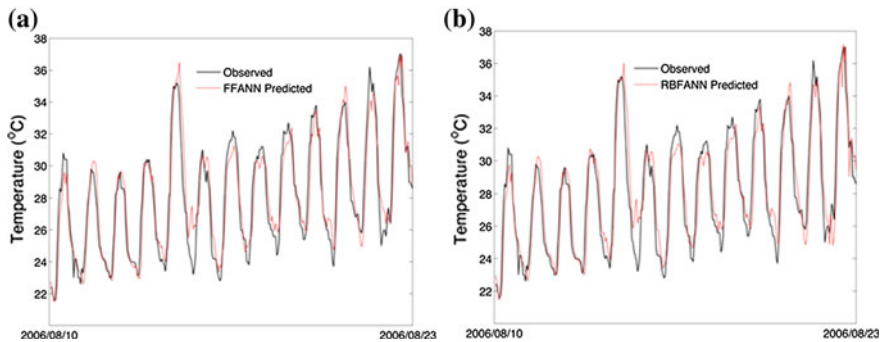 (a)
38
36
34
32
30
28
26
24
22
Temperature (°C)
Observed
FFANN Predicted
2006/08/10
2006/08/23
(b)
38
36
34
32
30
28
26
24
22
Temperature (°C)
Observed
RBFANN Predicted
2006/08/10
2006/08/23